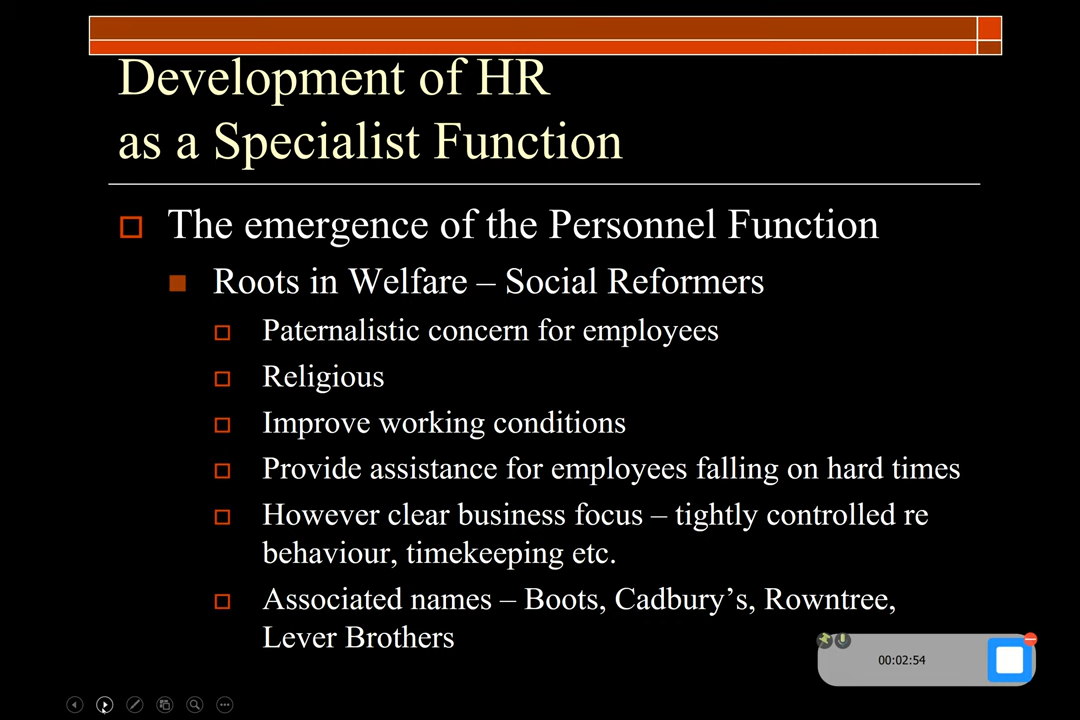 Development of HR
as a Specialist Function
The emergence of the Personnel Function
Roots in Welfare – Social Reformers
Paternalistic concern for employees
Religious
Improve working conditions
Provide assistance for employees falling on hard times
However clear business focus – tightly controlled re
behaviour, timekeeping etc.
Associated names – Boots, Cadbury’s, Rowntree,
Lever Brothers
00:02:54